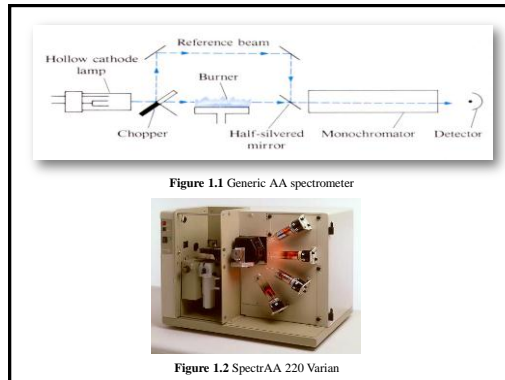 Reference beam
Hollow cathode
lamp
Burner
Chopper
Half-silvered
mirror
Monochromator
Detector
Figure 1.1 Generic AA spectrometer
Figure 1.2 SpectrAA 220 Varian